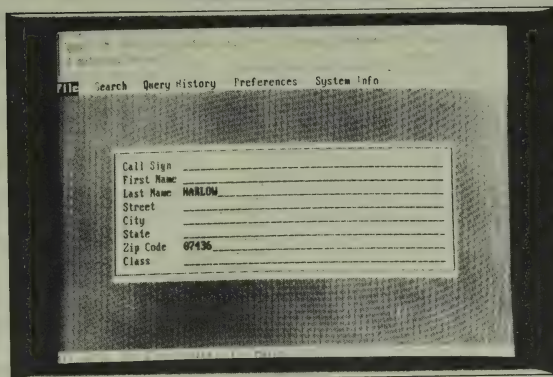 File Search Query History Preferences System Info
Call Sign
First Name
Last Name HARLOW
Street
City
State
Zip Code 07436
Class